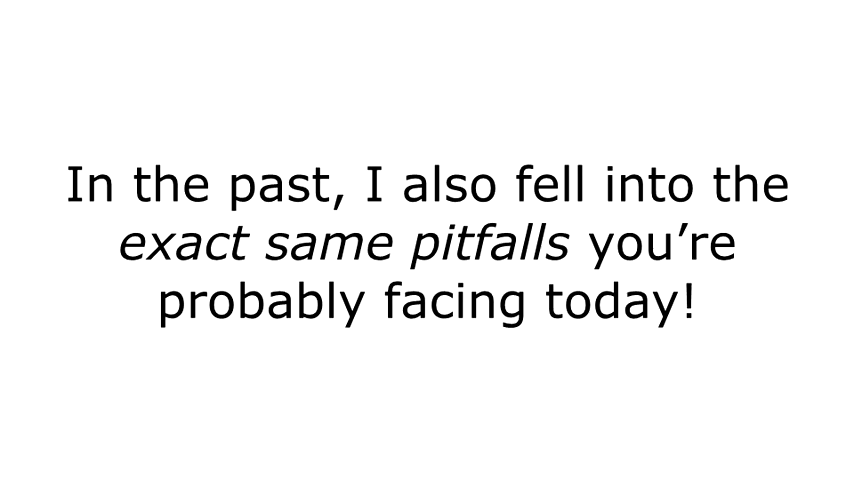 In the past, I also fell into the
exact same pitfalls you’re
probably facing today!